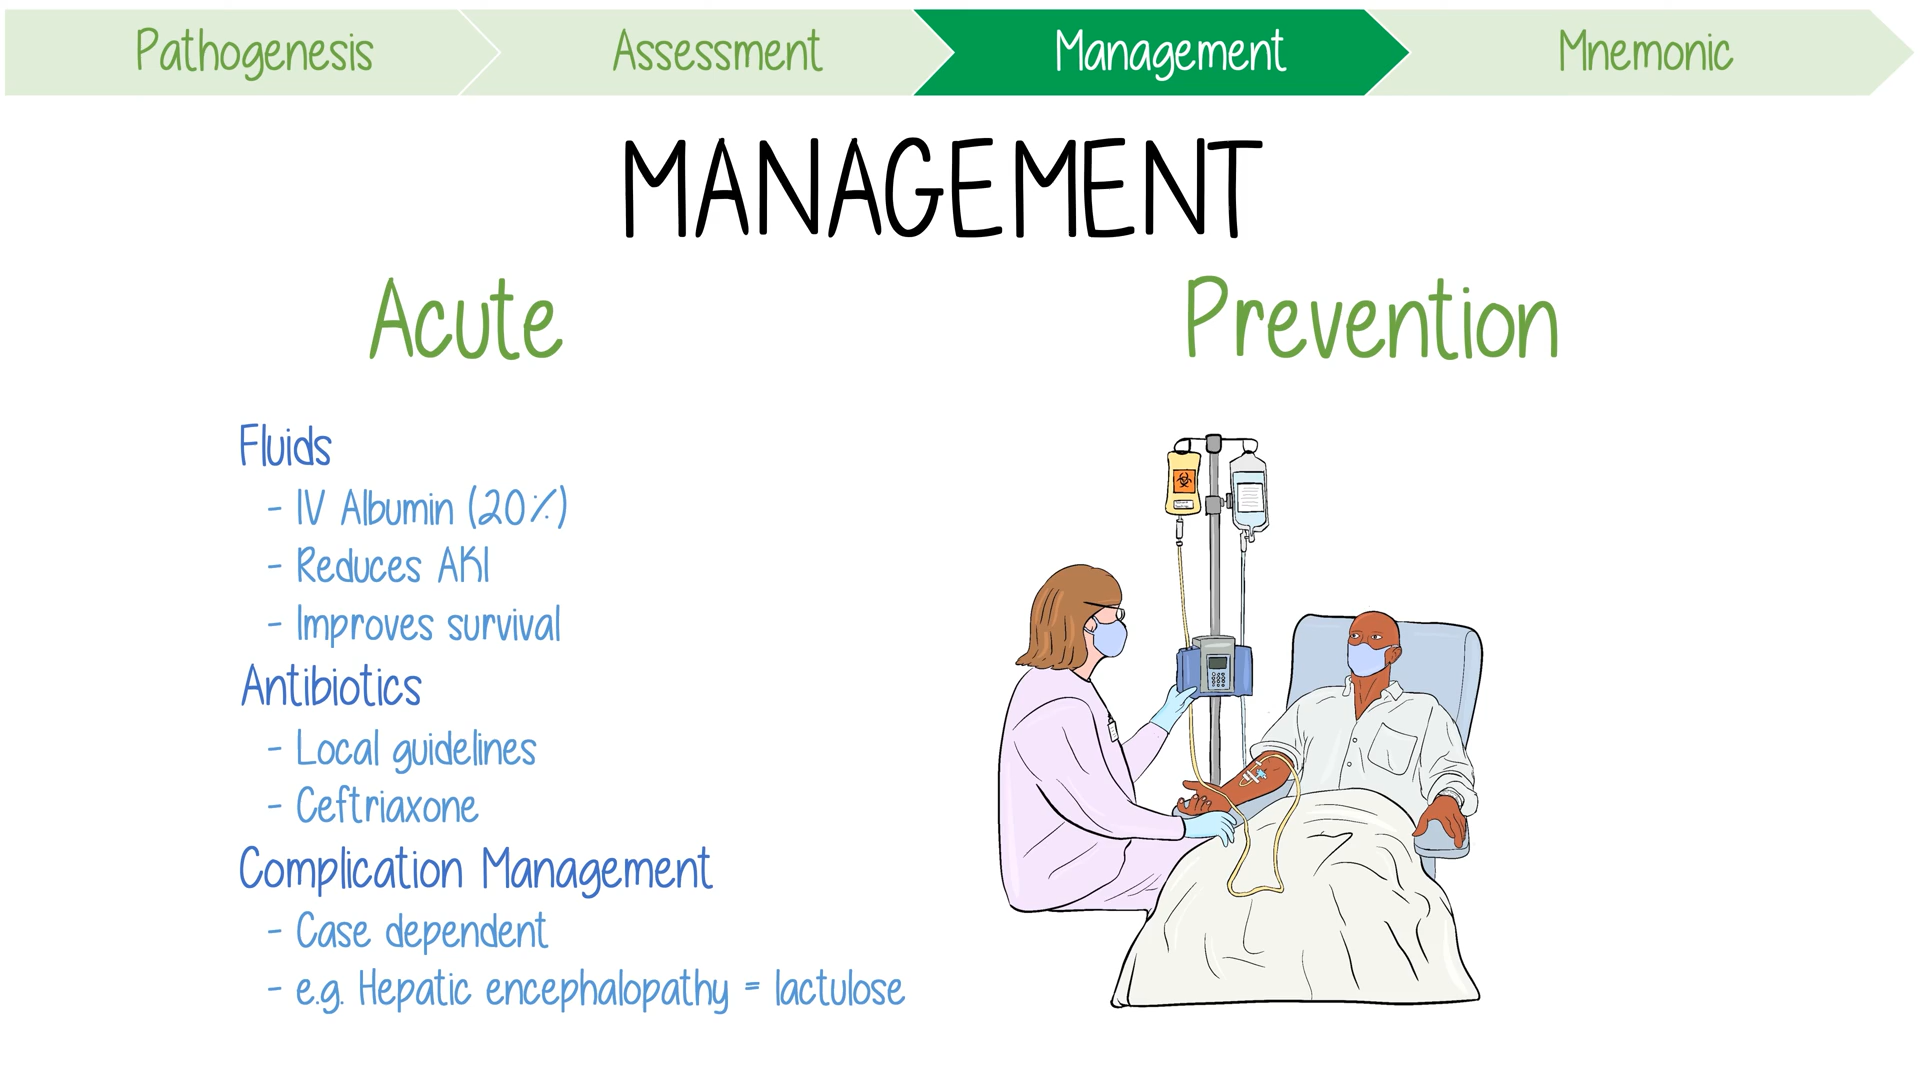 Pathogenesis
Assessment
Management
Mnemonic
MANAGEMENT
Acute
Prevention
Fluids
- IV Albumin (20%)
- Reduces AKI
- Improves survival
Antibiotics
- Local guidelines
- Ceftriaxone
Complication Management
- Case dependent
- e.g. Hepatic encephalopathy = lactulose